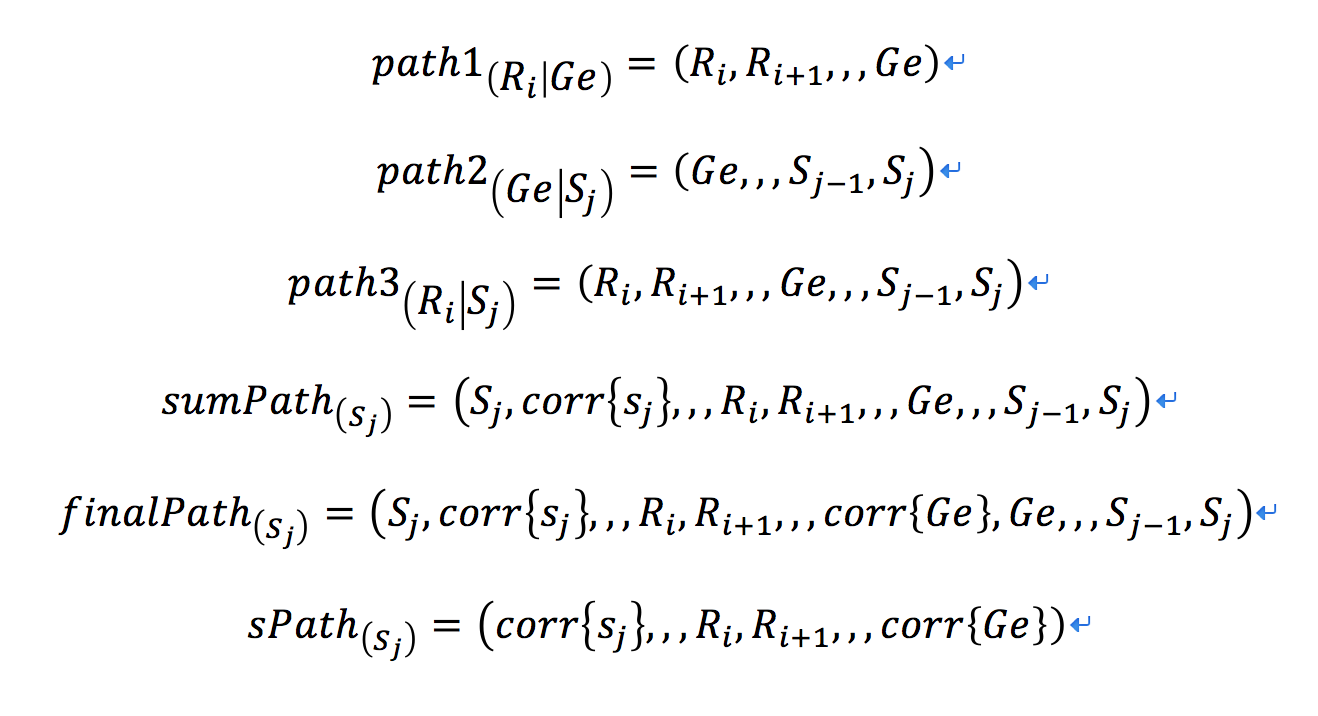 path1_(R_i|Ge) = (R_i, R_{i+1},,,Ge)↵
path2_(Ge|S_j) = (Ge,,,S_{j−1}, S_j)↵
path3_(R_i|S_j) = (R_i, R_{i+1},,,Ge,,,S_{j−1}, S_j)↵
sumPath_(s_j) = (S_j, corr{s_j},,,R_i, R_{i+1},,,Ge,,,S_{j−1}, S_j)↵
finalPath_(s_j) = (S_j, corr{s_j},,,R_i, R_{i+1},,,corr{Ge}, Ge,,,S_{j−1}, S_j)↵
sPath_(s_j) = (corr{s_j},,,R_i, R_{i+1},,,corr{Ge})↵